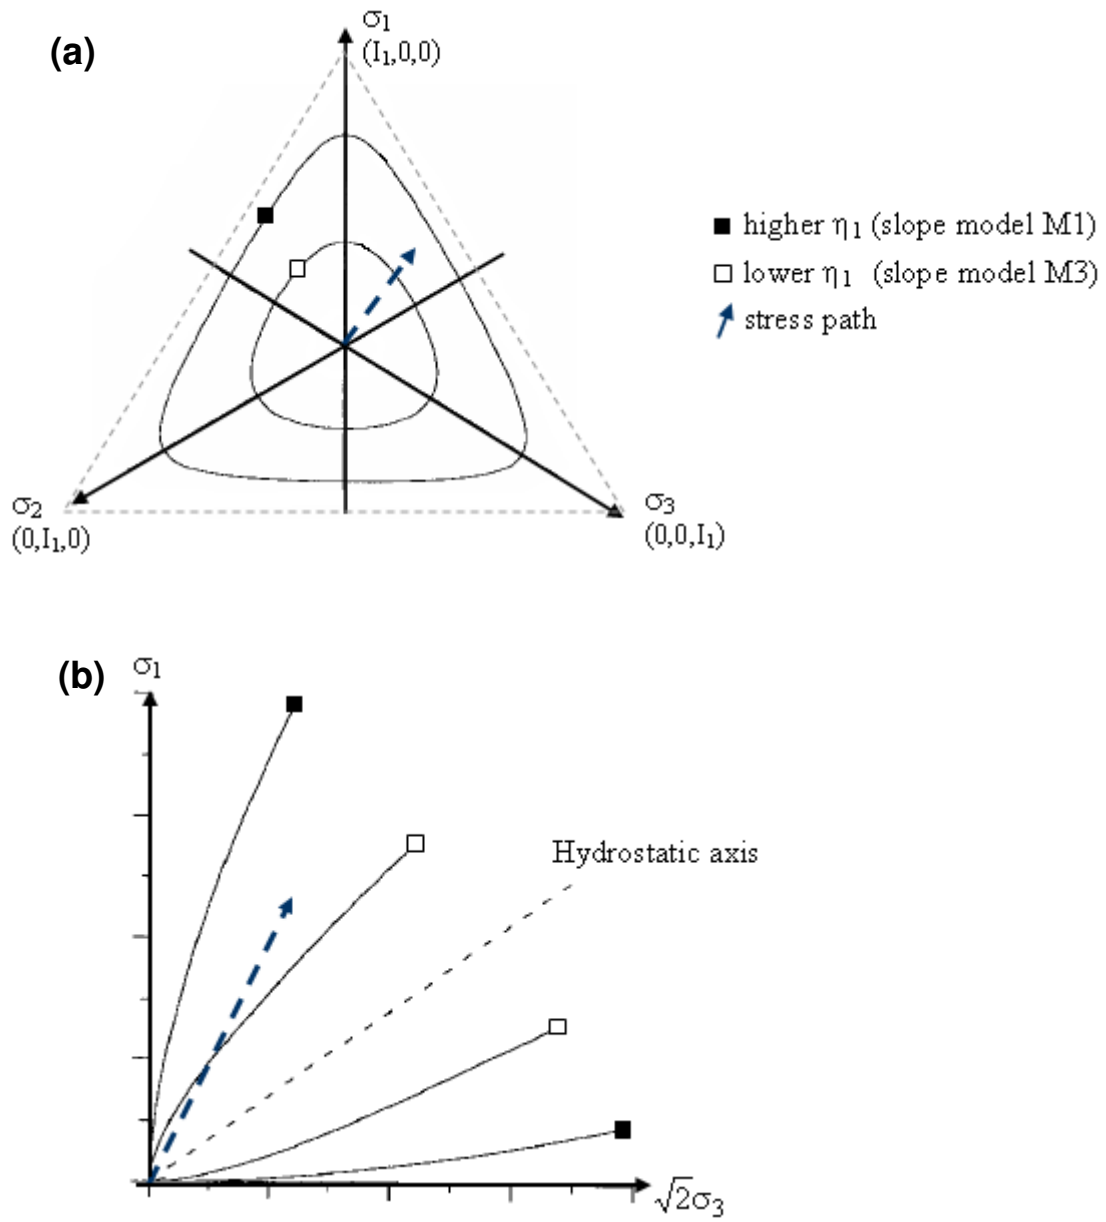 (a)
σ₁
(I₁,0,0)
■ higher η₁ (slope model M1)
□ lower η₁ (slope model M3)
stress path
σ₂
(0,I₁,0)
σ₃
(0,0,I₁)
(b)
σ₁
Hydrostatic axis
√2σ₃